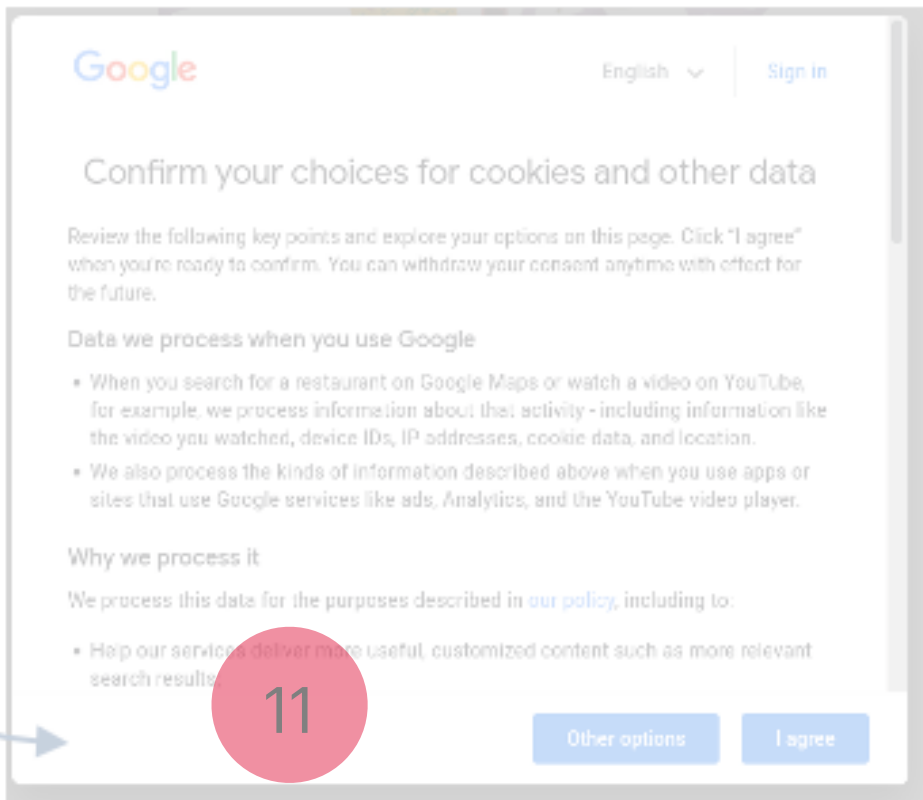 Google
English Sign in
Confirm your choices for cookies and other data
Review the following key points and explore your options on this page. Click "I agree"
when you're ready to confirm. You can withdraw your consent anytime with effect for
the future.
Data we process when you use Google
• When you search for a restaurant on Google Maps or watch a video on YouTube,
for example, we process information about that activity - including information like
the video you watched, device IDs, IP addresses, cookie data, and location.
• We also process the kinds of information described above when you use apps or
sites that use Google services like ads, Analytics, and the YouTube video player.
Why we process it
We process this data for the purposes described in our policy, including to:
• Help our services deliver more useful, customized content such as more relevant
search results;
11
Other options I agree